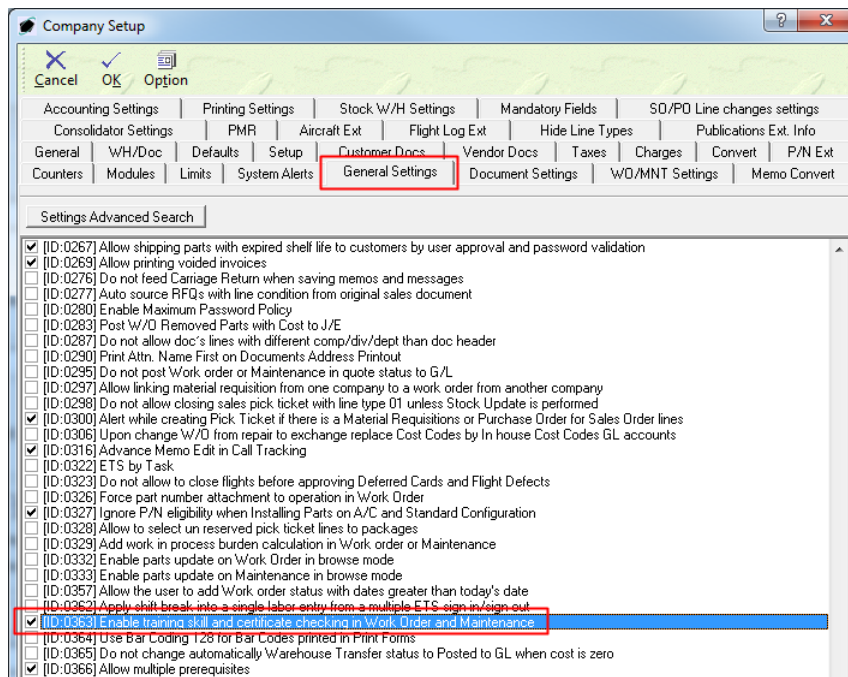 Company Setup
Cancel OK Option
Accounting Settings Printing Settings Stock W/H Settings Mandatory Fields SO/PO Line changes settings
Consolidator Settings PMR Aircraft Ext Flight Log Ext Hide Line Types Publications Ext. Info
General WH/Doc Defaults Setup Customer Docs Vendor Docs Taxes Charges Convert P/N Ext
Counters Modules Limits System Alerts General Settings Document Settings WO/MNT Settings Memo Convert
Settings Advanced Search
[ID:0267] Allow shipping parts with expired shelf life to customers by user approval and password validation
[ID:0269] Allow printing voided invoices
[ID:0276] Do not feed Carriage Return when saving memos and messages
[ID:0277] Auto source RFQs with line condition from original sales document
[ID:0280] Enable Maximum Password Policy
[ID:0283] Post W/O Removed Parts with Cost to J/E
[ID:0287] Do not allow doc's lines with different comp/div/dept than doc header
[ID:0290] Print Attn. Name First on Documents Address Printout
[ID:0295] Do not post Work order or Maintenance in quote status to G/L
[ID:0297] Allow linking material requisition from one company to a work order from another company
[ID:0298] Do not allow closing sales pick ticket with line type 01 unless Stock Update is performed
[ID:0300] Alert while creating Pick Ticket if there is a Material Requisitions or Purchase Order for Sales Order lines
[ID:0306] Upon change W/O from repair to exchange replace Cost Codes by In house Cost Codes GL accounts
[ID:0316] Advance Memo Edit in Call Tracking
[ID:0322] ETS by Task
[ID:0323] Do not allow to close flights before approving Deferred Cards and Flight Defects
[ID:0326] Force part number attachment to operation in Work Order
[ID:0327] Ignore P/N eligibility when Installing Parts on A/C and Standard Configuration
[ID:0328] Allow to select un reserved pick ticket lines to packages
[ID:0329] Add work in process burden calculation in Work order or Maintenance
[ID:0332] Enable parts update on Work Order in browse mode
[ID:0333] Enable parts update on Maintenance in browse mode
[ID:0357] Allow the user to add Work order status with dates greater than today's date
[ID:0362] Apply shift break into a single labor entry from a multiple ETS sign in/sign out
[ID:0363] Enable training skill and certificate checking in Work Order and Maintenance
[ID:0364] Use Bar Coding 128 for Bar Codes printed in Print Forms
[ID:0365] Do not change automatically Warehouse Transfer status to Posted to GL when cost is zero
[ID:0366] Allow multiple prerequisites